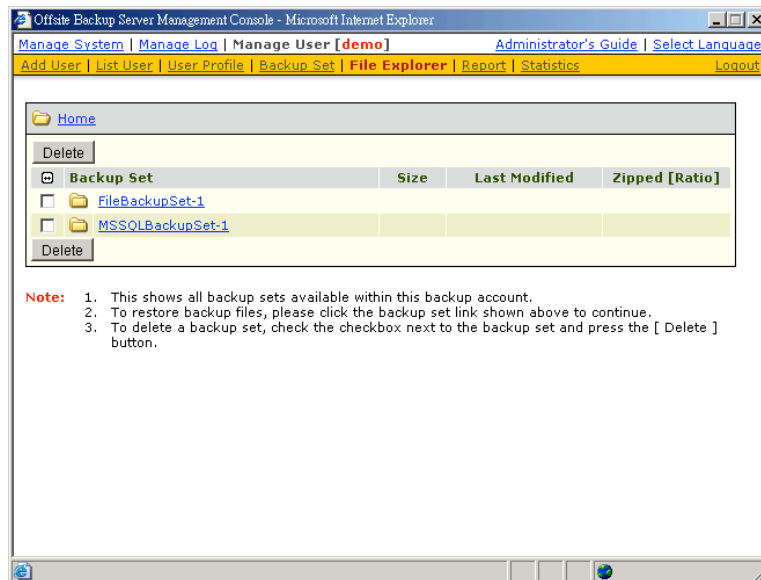 Offsite Backup Server Management Console - Microsoft Internet Explorer
Manage System | Manage Log | Manage User [demo] Administrator's Guide | Select Language
Add User | List User | User Profile | Backup Set | File Explorer | Report | Statistics Logout
Home
Delete
Backup Set Size Last Modified Zipped [Ratio]
FileBackupSet-1
MSSQLBackupSet-1
Delete
Note: 1. This shows all backup sets available within this backup account.
2. To restore backup files, please click the backup set link shown above to continue.
3. To delete a backup set, check the checkbox next to the backup set and press the [ Delete ]
button.